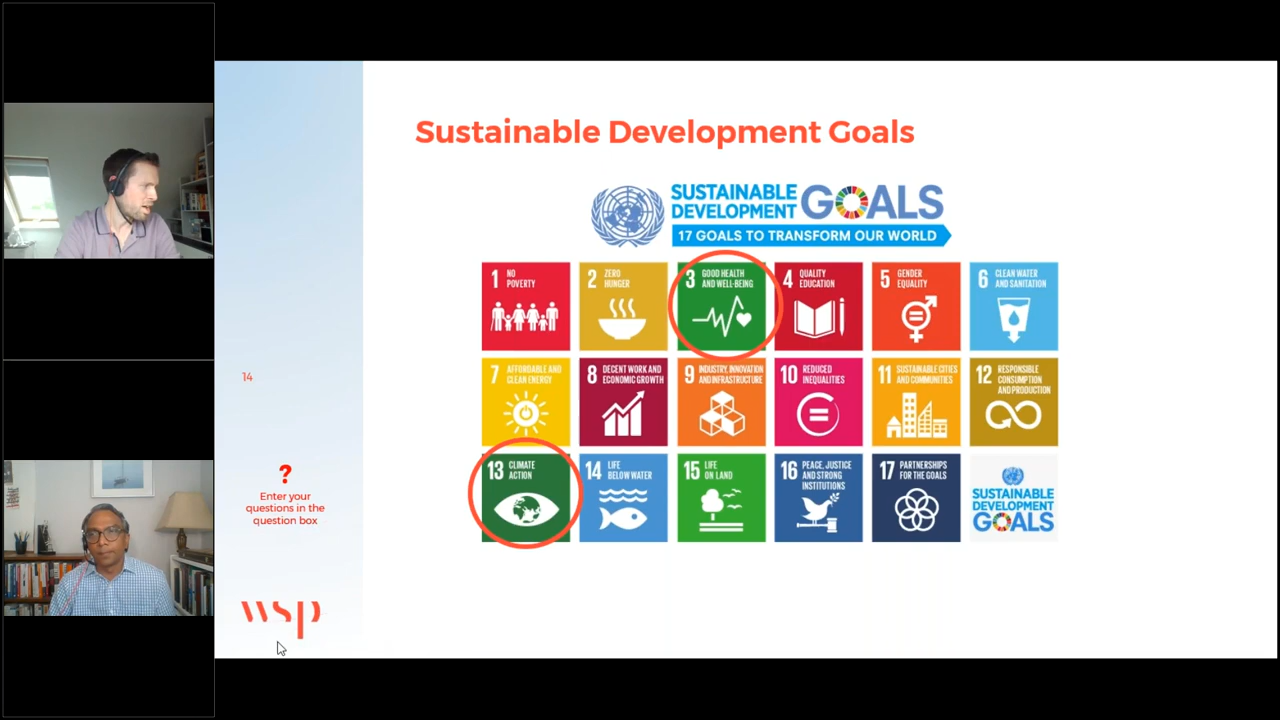 Sustainable Development Goals
SUSTAINABLE
DEVELOPMENT
GOALS
17 GOALS TO TRANSFORM OUR WORLD
1 NO
POVERTY
2 ZERO
HUNGER
3 GOOD HEALTH
AND WELL-BEING
4 QUALITY
EDUCATION
5 GENDER
EQUALITY
6 CLEAN WATER
AND SANITATION
7 AFFORDABLE AND
CLEAN ENERGY
8 DECENT WORK AND
ECONOMIC GROWTH
9 INDUSTRY, INNOVATION
AND INFRASTRUCTURE
10 REDUCED
INEQUALITIES
11 SUSTAINABLE CITIES
AND COMMUNITIES
12 RESPONSIBLE
CONSUMPTION
AND PRODUCTION
13 CLIMATE
ACTION
14 LIFE
BELOW WATER
15 LIFE
ON LAND
16 PEACE, JUSTICE
AND STRONG
INSTITUTIONS
17 PARTNERSHIPS
FOR THE GOALS
SUSTAINABLE
DEVELOPMENT
GOALS
14
?
Enter your
questions in the
question box
wsp